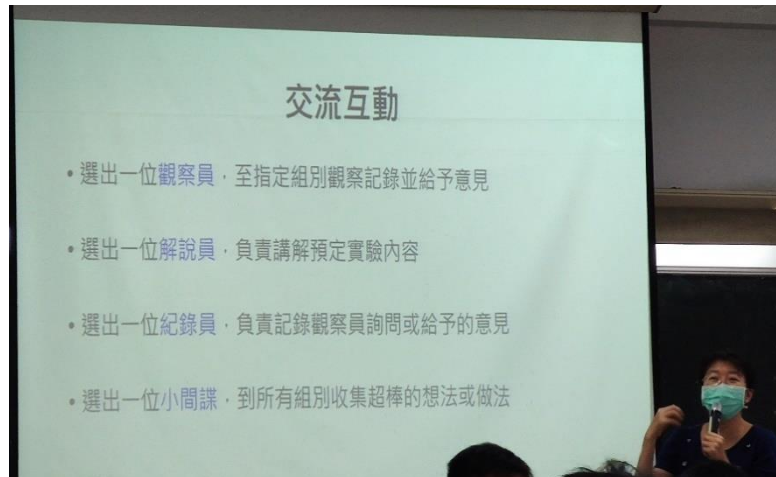 交流互動
• 選出一位觀察員，至指定組別觀察記錄並給予意見
• 選出一位解說員，負責講解預定實驗內容
• 選出一位紀錄員，負責記錄觀察員詢問或給予的意見
• 選出一位小間諜，到所有組別收集超棒的想法或做法